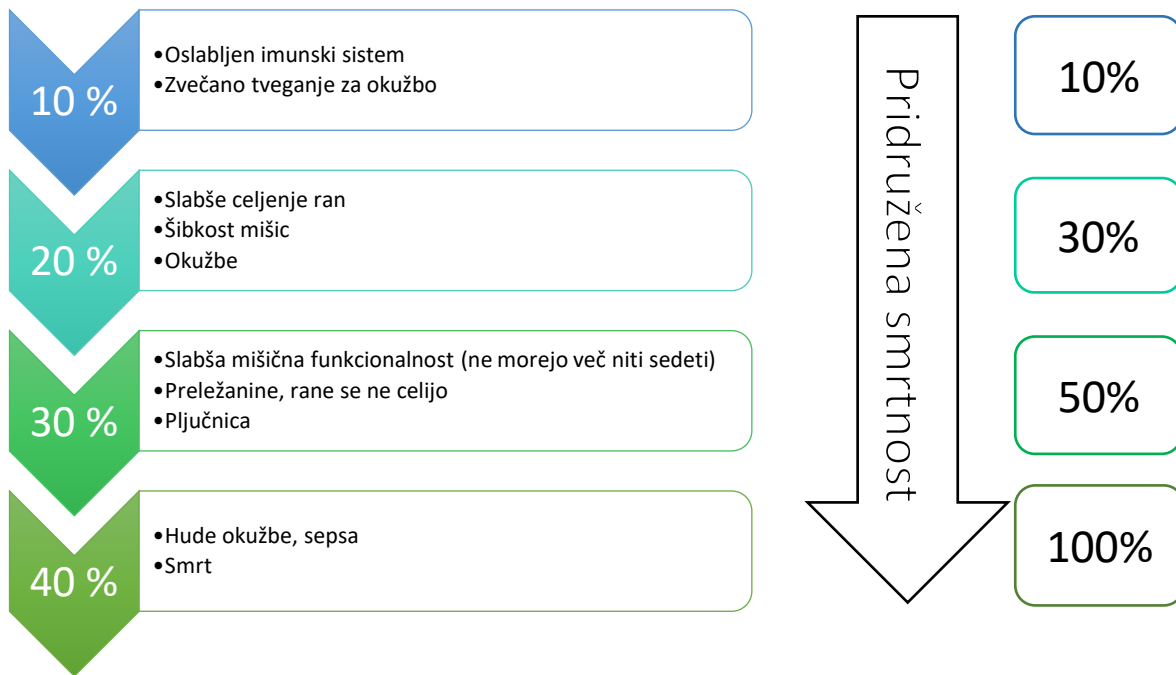 10 %
•Oslabljen imunski sistem
•Zvečano tveganje za okužbo
20 %
•Slabše celjenje ran
•Šibkost mišic
•Okužbe
30 %
•Slabša mišična funkcionalnost (ne morejo več niti sedeti)
•Preležanine, rane se ne celijo
•Pljučnica
40 %
•Hude okužbe, sepsa
•Smrt
Pridružena smrtnost
10%
30%
50%
100%